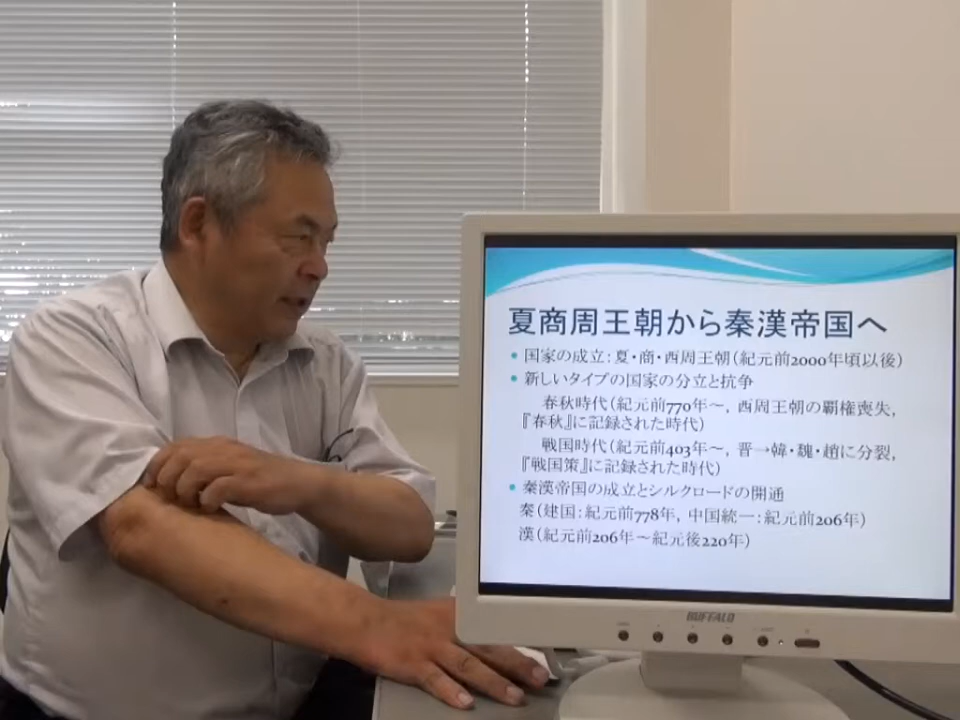 夏商周王朝から秦漢帝国へ
• 国家の成立：夏・商・西周王朝（紀元前2000年頃以後）
• 新しいタイプの国家の分立と抗争
春秋時代（紀元前770年～，西周王朝の覇権喪失，
『春秋』に記録された時代）
戦国時代（紀元前403年～，晋→韓・魏・趙に分裂，
『戦国策』に記録された時代）
• 秦漢帝国の成立とシルクロードの開通
秦（建国：紀元前778年，中国統一：紀元前206年）
漢（紀元前206年～紀元後220年）
BUFFALO